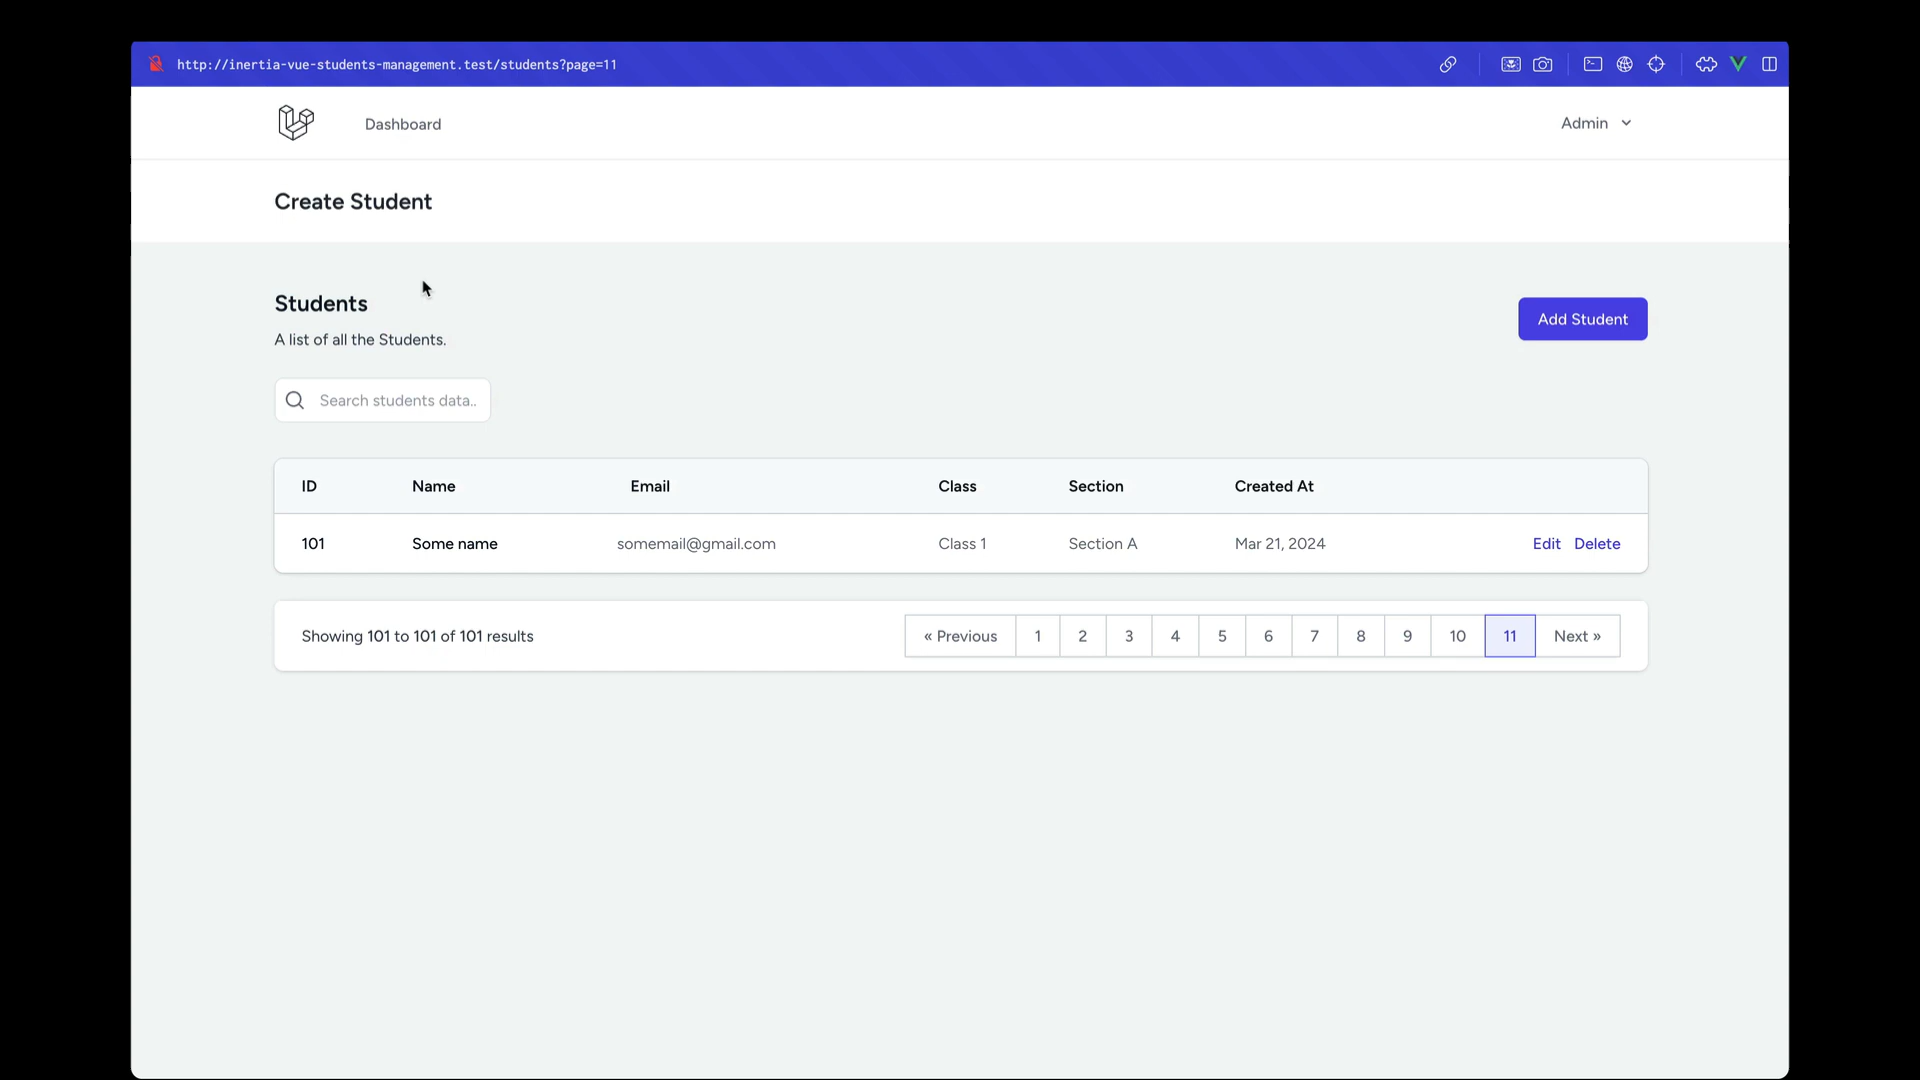 http://inertia-vue-students-management.test/students?page=11
Dashboard
Admin
Create Student
Students
A list of all the Students.
Add Student
Search students data..
ID Name Email Class Section Created At
101 Some name somemail@gmail.com Class 1 Section A Mar 21, 2024 Edit Delete
Showing 101 to 101 of 101 results
« Previous 1 2 3 4 5 6 7 8 9 10 11 Next »